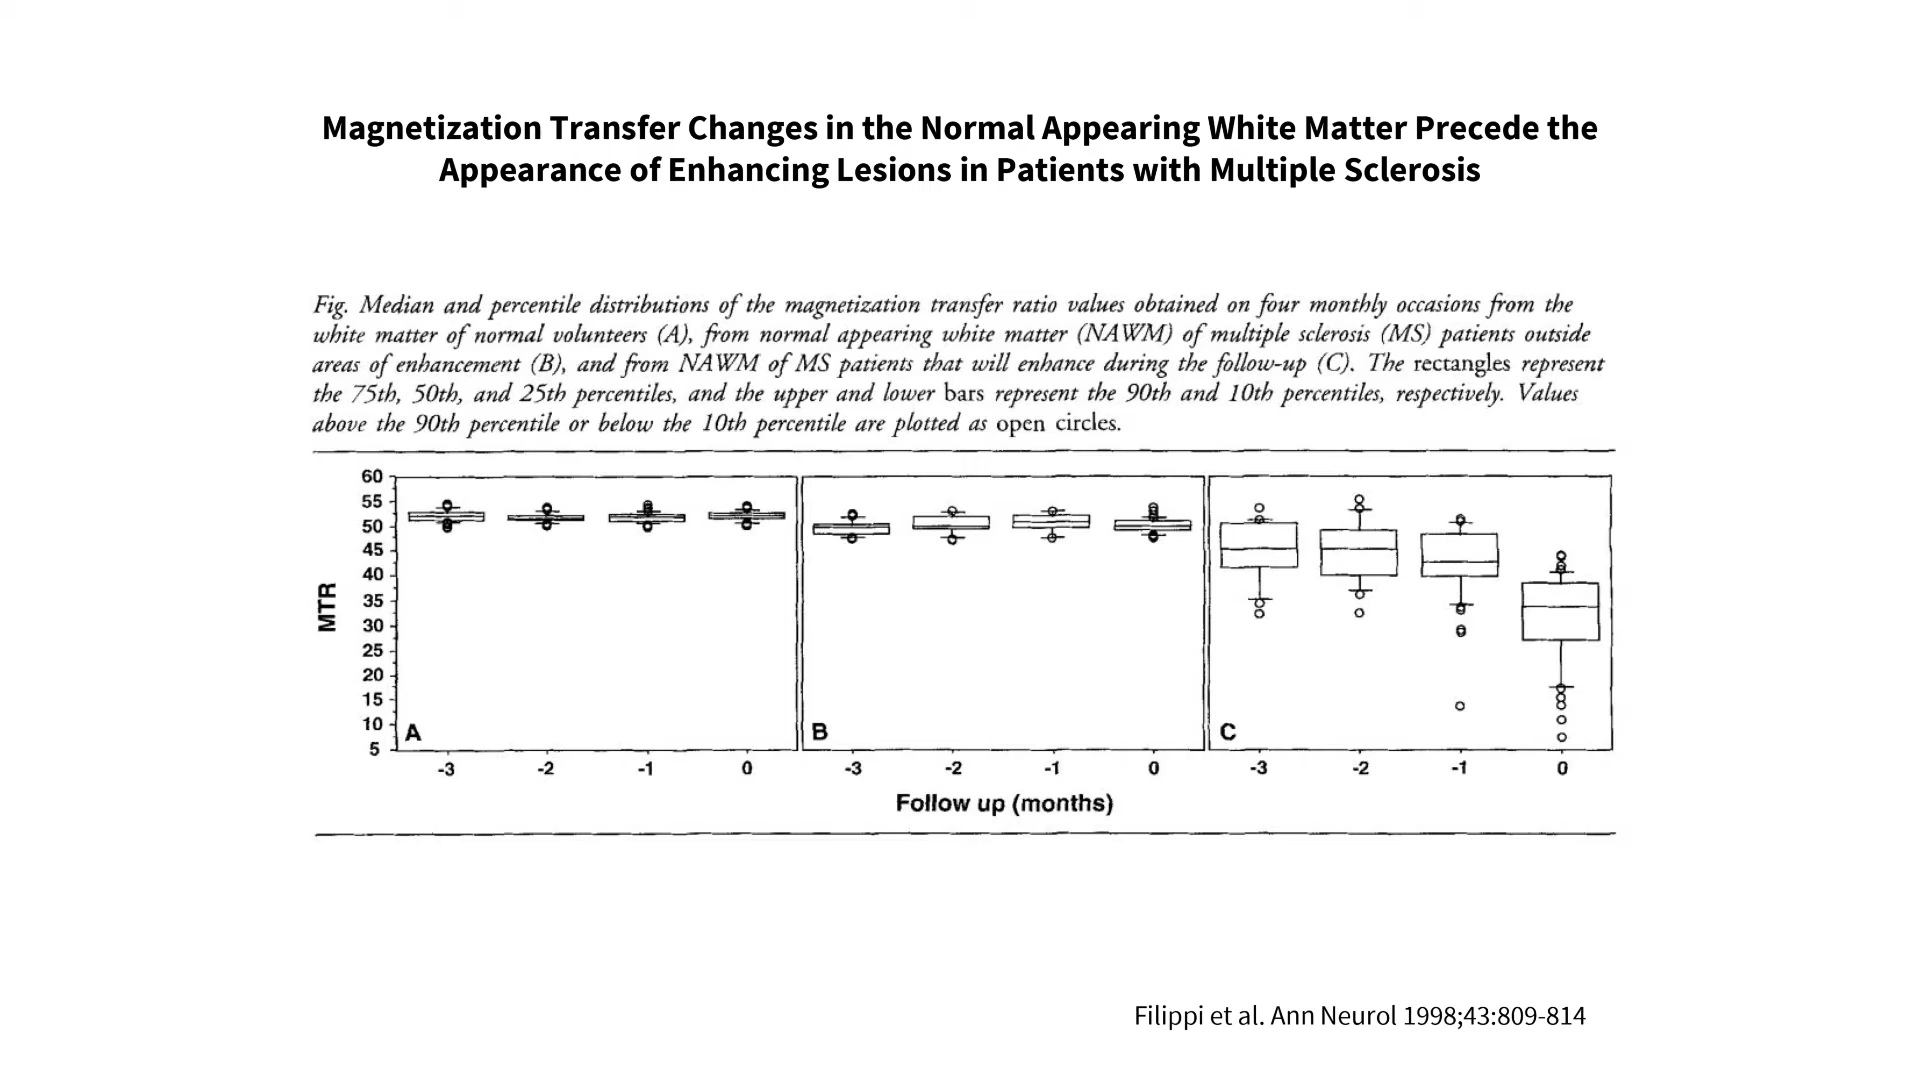 Magnetization Transfer Changes in the Normal Appearing White Matter Precede the
Appearance of Enhancing Lesions in Patients with Multiple Sclerosis
Fig. Median and percentile distributions of the magnetization transfer ratio values obtained on four monthly occasions from the
white matter of normal volunteers (A), from normal appearing white matter (NAWM) of multiple sclerosis (MS) patients outside
areas of enhancement (B), and from NAWM of MS patients that will enhance during the follow-up (C). The rectangles represent
the 75th, 50th, and 25th percentiles, and the upper and lower bars represent the 90th and 10th percentiles, respectively. Values
above the 90th percentile or below the 10th percentile are plotted as open circles.
MTR
60
55
50
45
40
35
30
25
20
15
10
5
A
B
C
-3 -2 -1 0 -3 -2 -1 0 -3 -2 -1 0
Follow up (months)
Filippi et al. Ann Neurol 1998;43:809-814